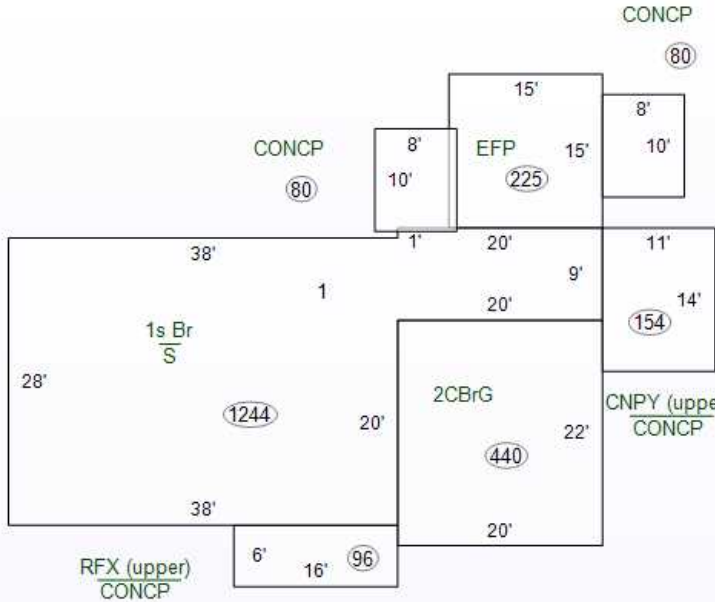 CONCP
80
15'
8'
CONCP
8'
EFP
15'
10'
80
10'
225
1'
20'
11'
38'
9'
1
20'
14'
1s Br
S
154
28'
2CBrG
CNPY (uppe
1244
20'
22'
CONCP
440
38'
20'
6'
96
RFX (upper)
16'
CONCP